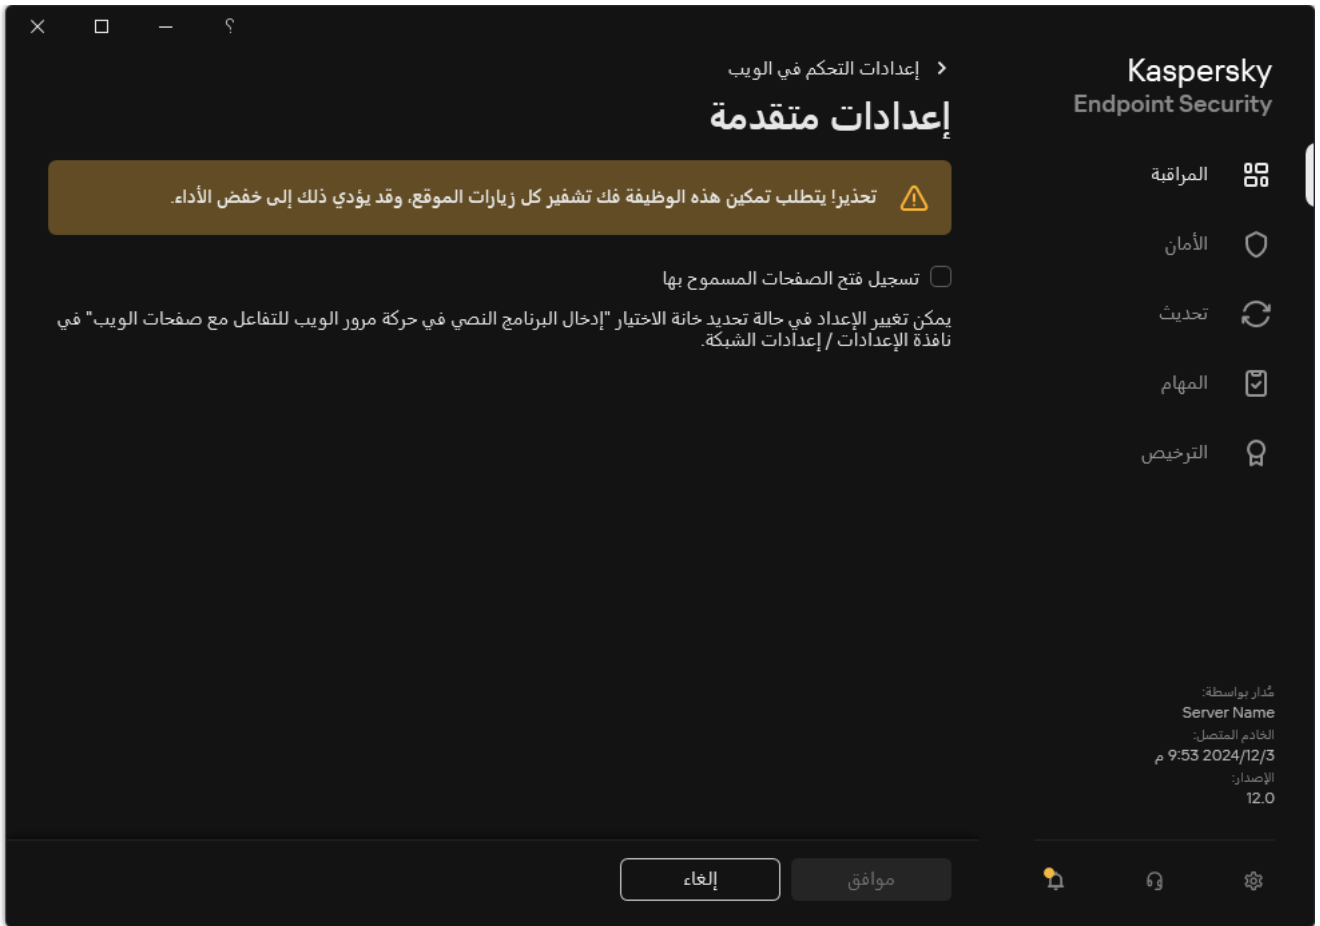 ؟
Kaspersky
Endpoint Security
المراقبة
الأمان
تحديث
المهام
الترخيص
مُدار بواسطة:
Server Name
الخادم المتصل:
2024/12/3 9:53 م
الإصدار:
12.0
إعدادات التحكم في الويب
إعدادات متقدمة
تحذير! يتطلب تمكين هذه الوظيفة فك تشفير كل زيارات الموقع، وقد يؤدي ذلك إلى خفض الأداء.
تسجيل فتح الصفحات المسموح بها
يمكن تغيير الإعداد في حالة تحديد خانة الاختيار "إدخال البرنامج النصي في حركة مرور الويب للتفاعل مع صفحات الويب" في
نافذة الإعدادات / إعدادات الشبكة.
موافق
إلغاء